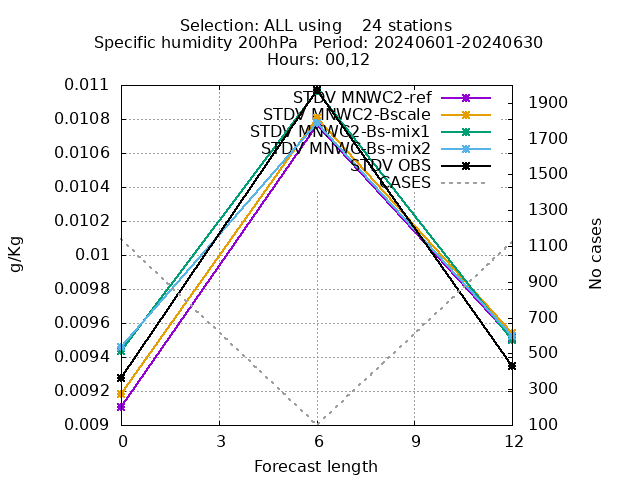 Selection: ALL using    24 stations
Specific humidity 200hPa   Period: 20240601-20240630
Hours: 00,12
STDV MNWC2-ref
STDV MNWC2-Bscale
STDV MNWC2-Bs-mix1
STDV MNWC-Bs-mix2
STDV OBS
CASES
g/Kg
0.011
0.0108
0.0106
0.0104
0.0102
0.01
0.0098
0.0096
0.0094
0.0092
0.009
1900
1700
1500
1300
1100
900
700
500
300
100
No cases
0 3 6 9 12
Forecast length